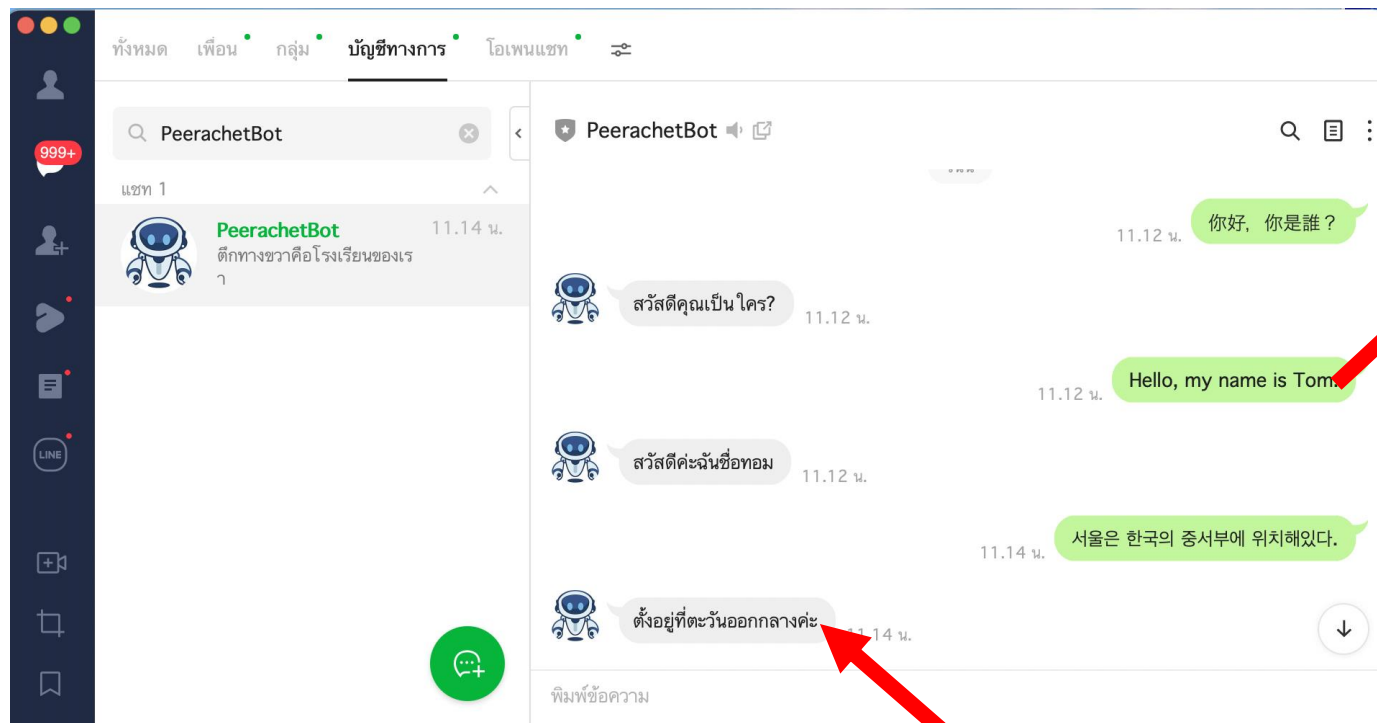 ทั้งหมด เพื่อน กลุ่ม บัญชีทางการ โอเพนแชท
PeerachetBot
PeerachetBot
999+
แชท 1
PeerachetBot 11.14 น.
ตึกทางขวาคือโรงเรียนของเร
า
你好，你是誰？
11.12 น.
สวัสดีคุณเป็นใคร?
11.12 น.
Hello, my name is Tom.
11.12 น.
สวัสดีค่ะฉันชื่อทอม
11.12 น.
LINE
서울은 한국의 중서부에 위치해있다.
11.14 น.
ตั้งอยู่ที่ตะวันออกกลางค่ะ
11.14 น.
พิมพ์ข้อความ